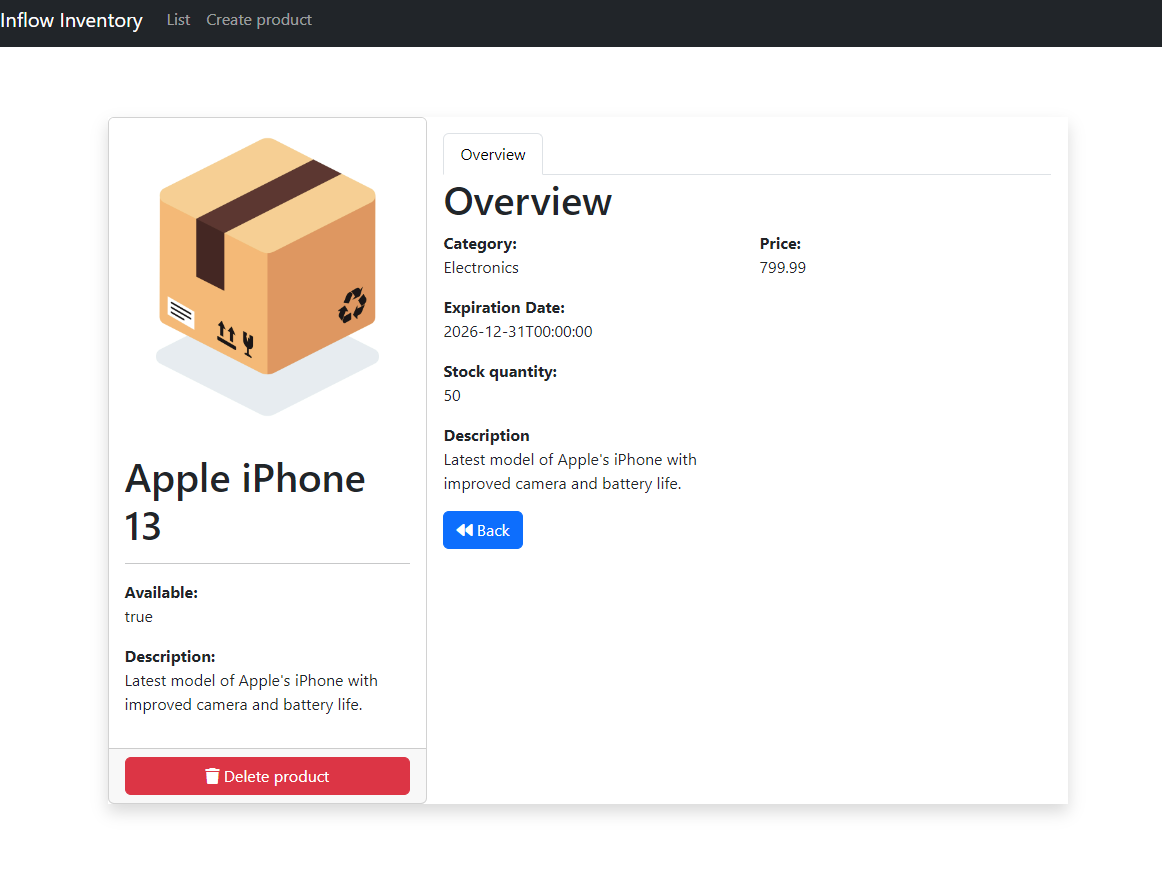 Inflow Inventory List Create product
Apple iPhone
13
Available:
true
Description:
Latest model of Apple's iPhone with
improved camera and battery life.
Delete product
Overview
Overview
Category:
Electronics
Price:
799.99
Expiration Date:
2026-12-31T00:00:00
Stock quantity:
50
Description
Latest model of Apple's iPhone with
improved camera and battery life.
Back